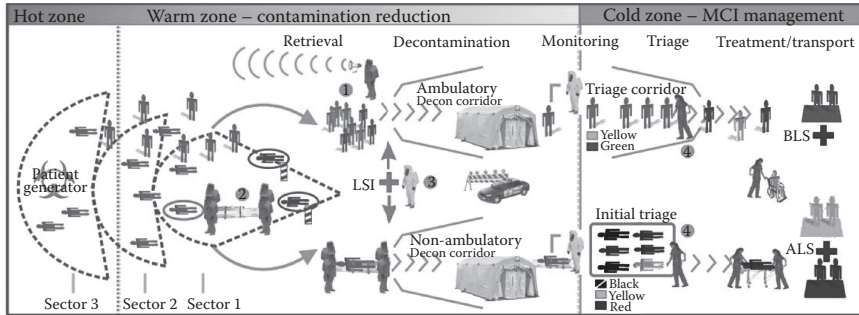 Hot zone
Warm zone – contamination reduction
Cold zone – MCI management
Retrieval
Decontamination
Monitoring
Triage
Treatment/transport
1
Ambulatory
Decon corridor
Triage corridor
Yellow
Green
4
BLS
Patient
generator
2
LSI
3
Initial triage
4
Non-ambulatory
Decon corridor
ALS
Black
Yellow
Red
Sector 3
Sector 2
Sector 1